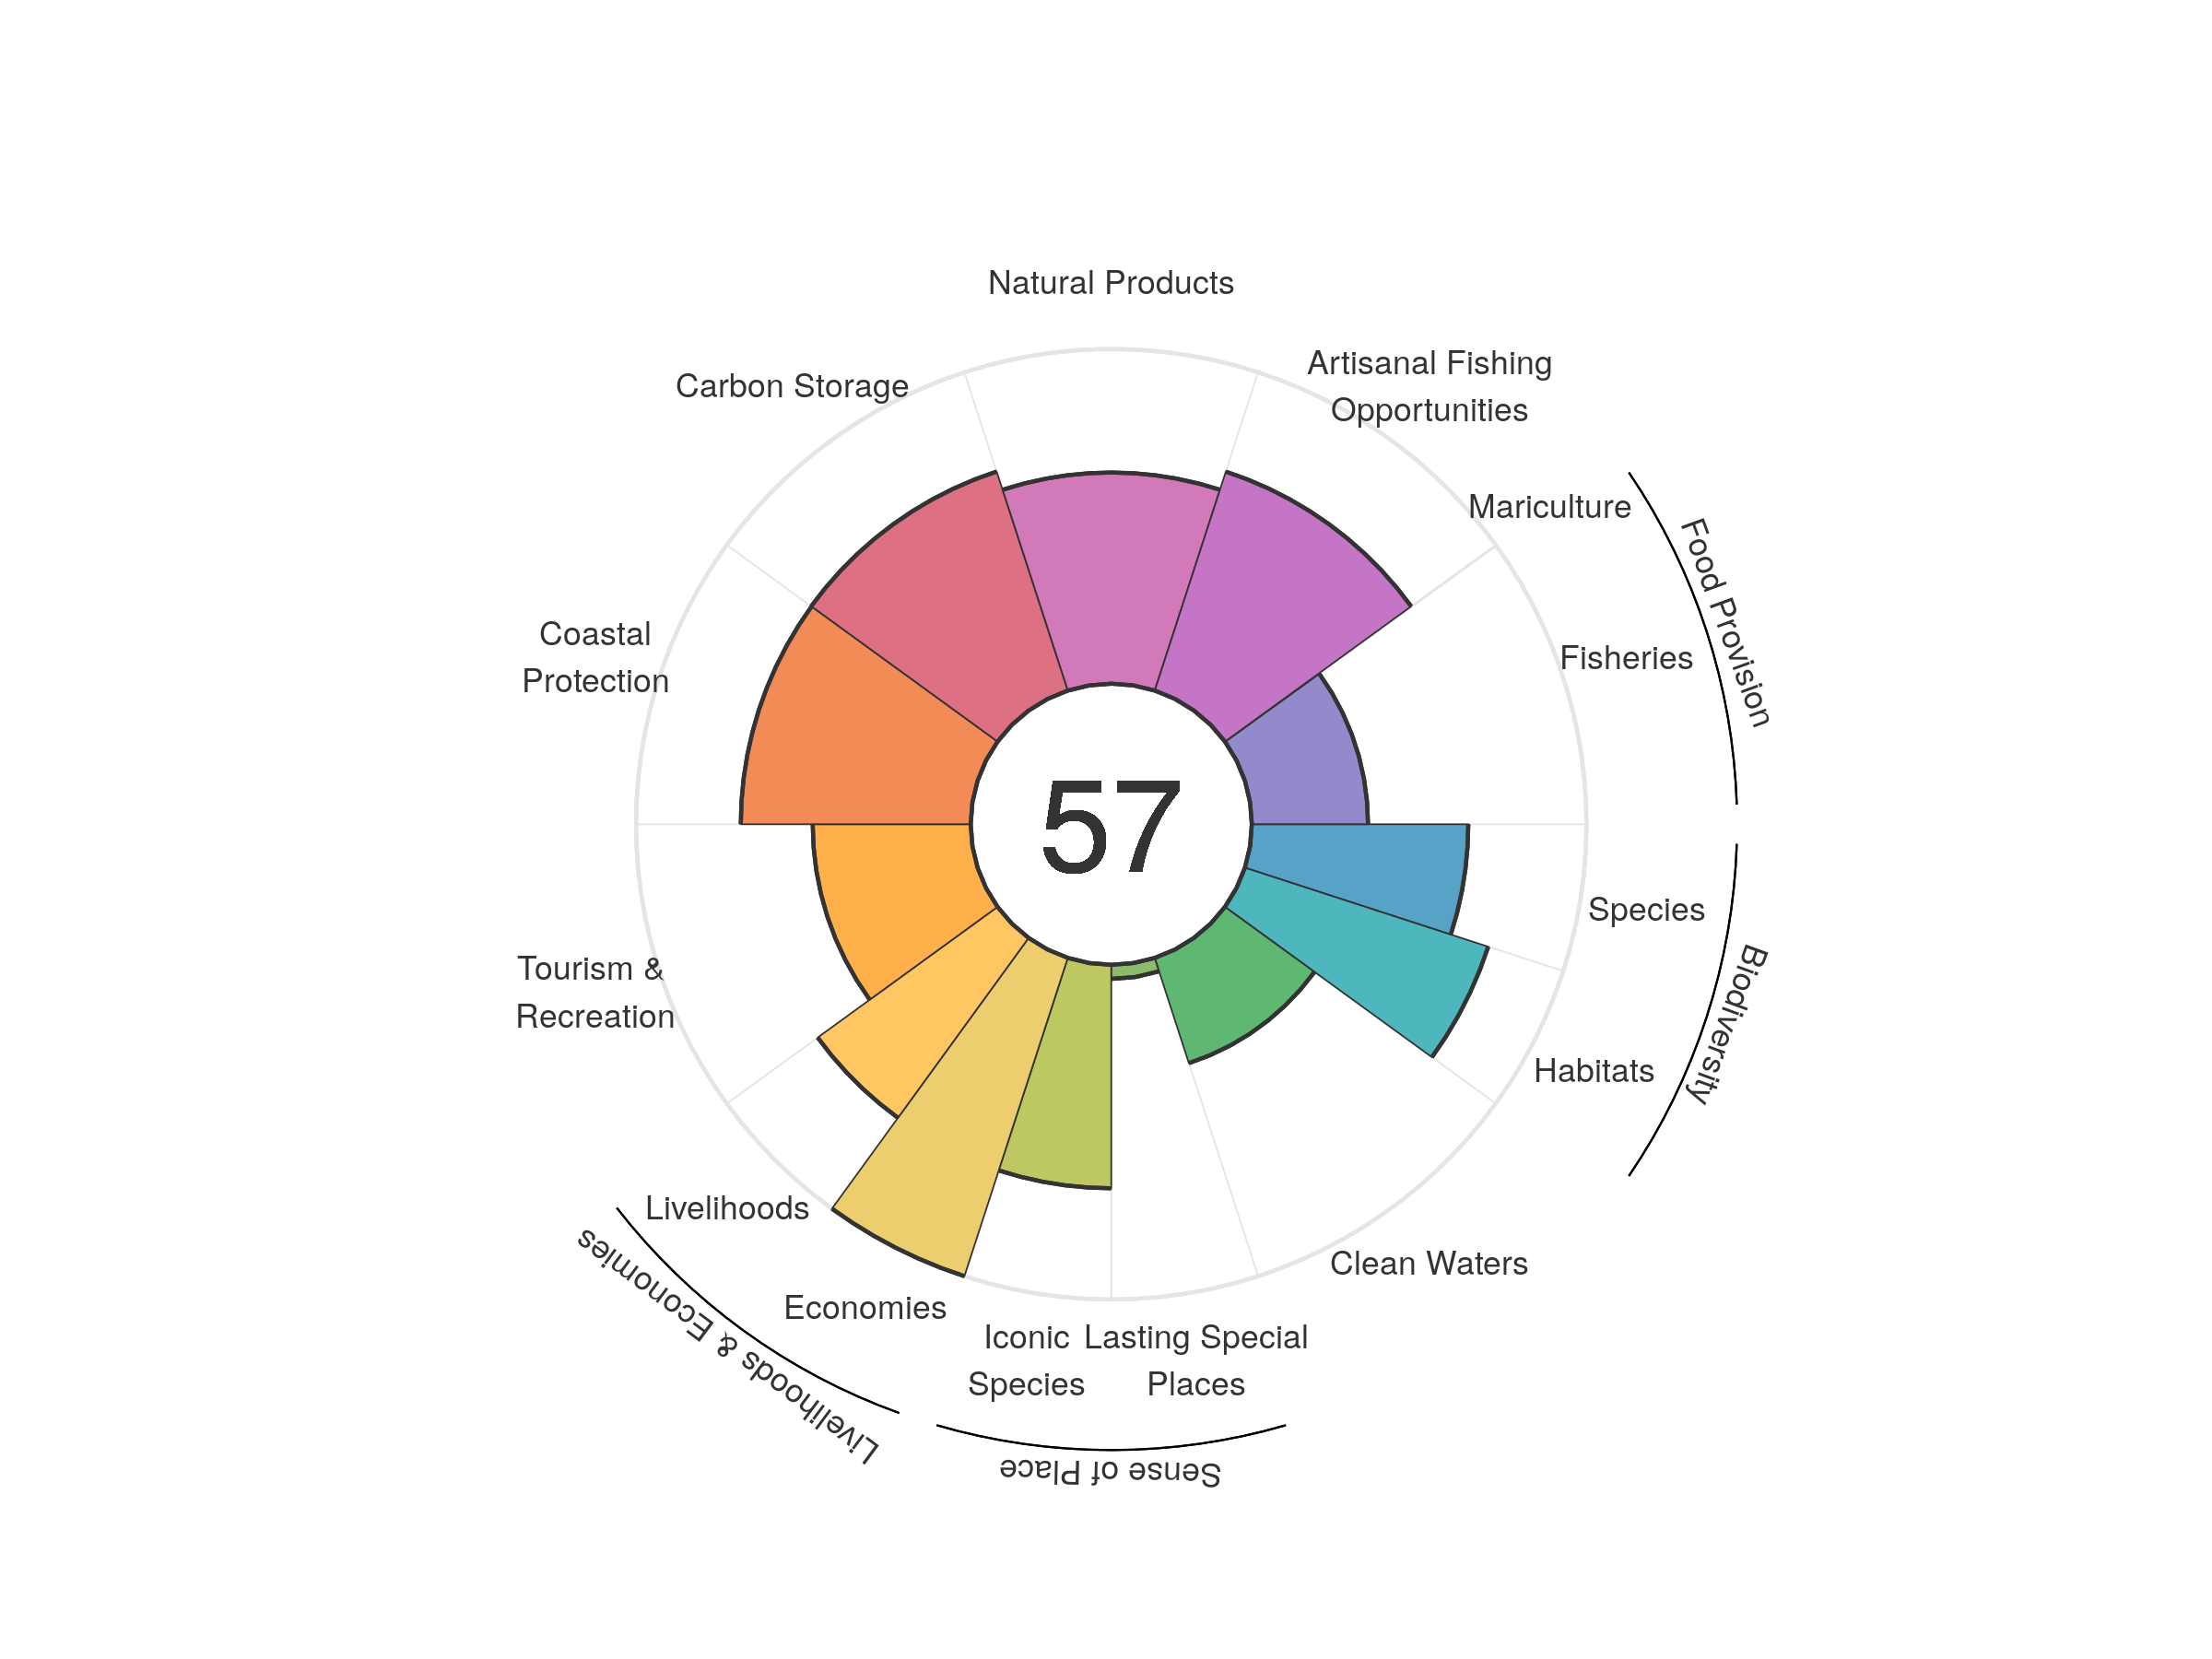 Natural Products
Artisanal Fishing
Opportunities
Carbon Storage
Mariculture
Food Provision
Fisheries
Coastal
Protection
57
Species
Biodiversity
Tourism &
Recreation
Habitats
Livelihoods
Livelihoods & Economies
Clean Waters
Economies
Iconic
Species
Lasting Special
Places
Sense of Place